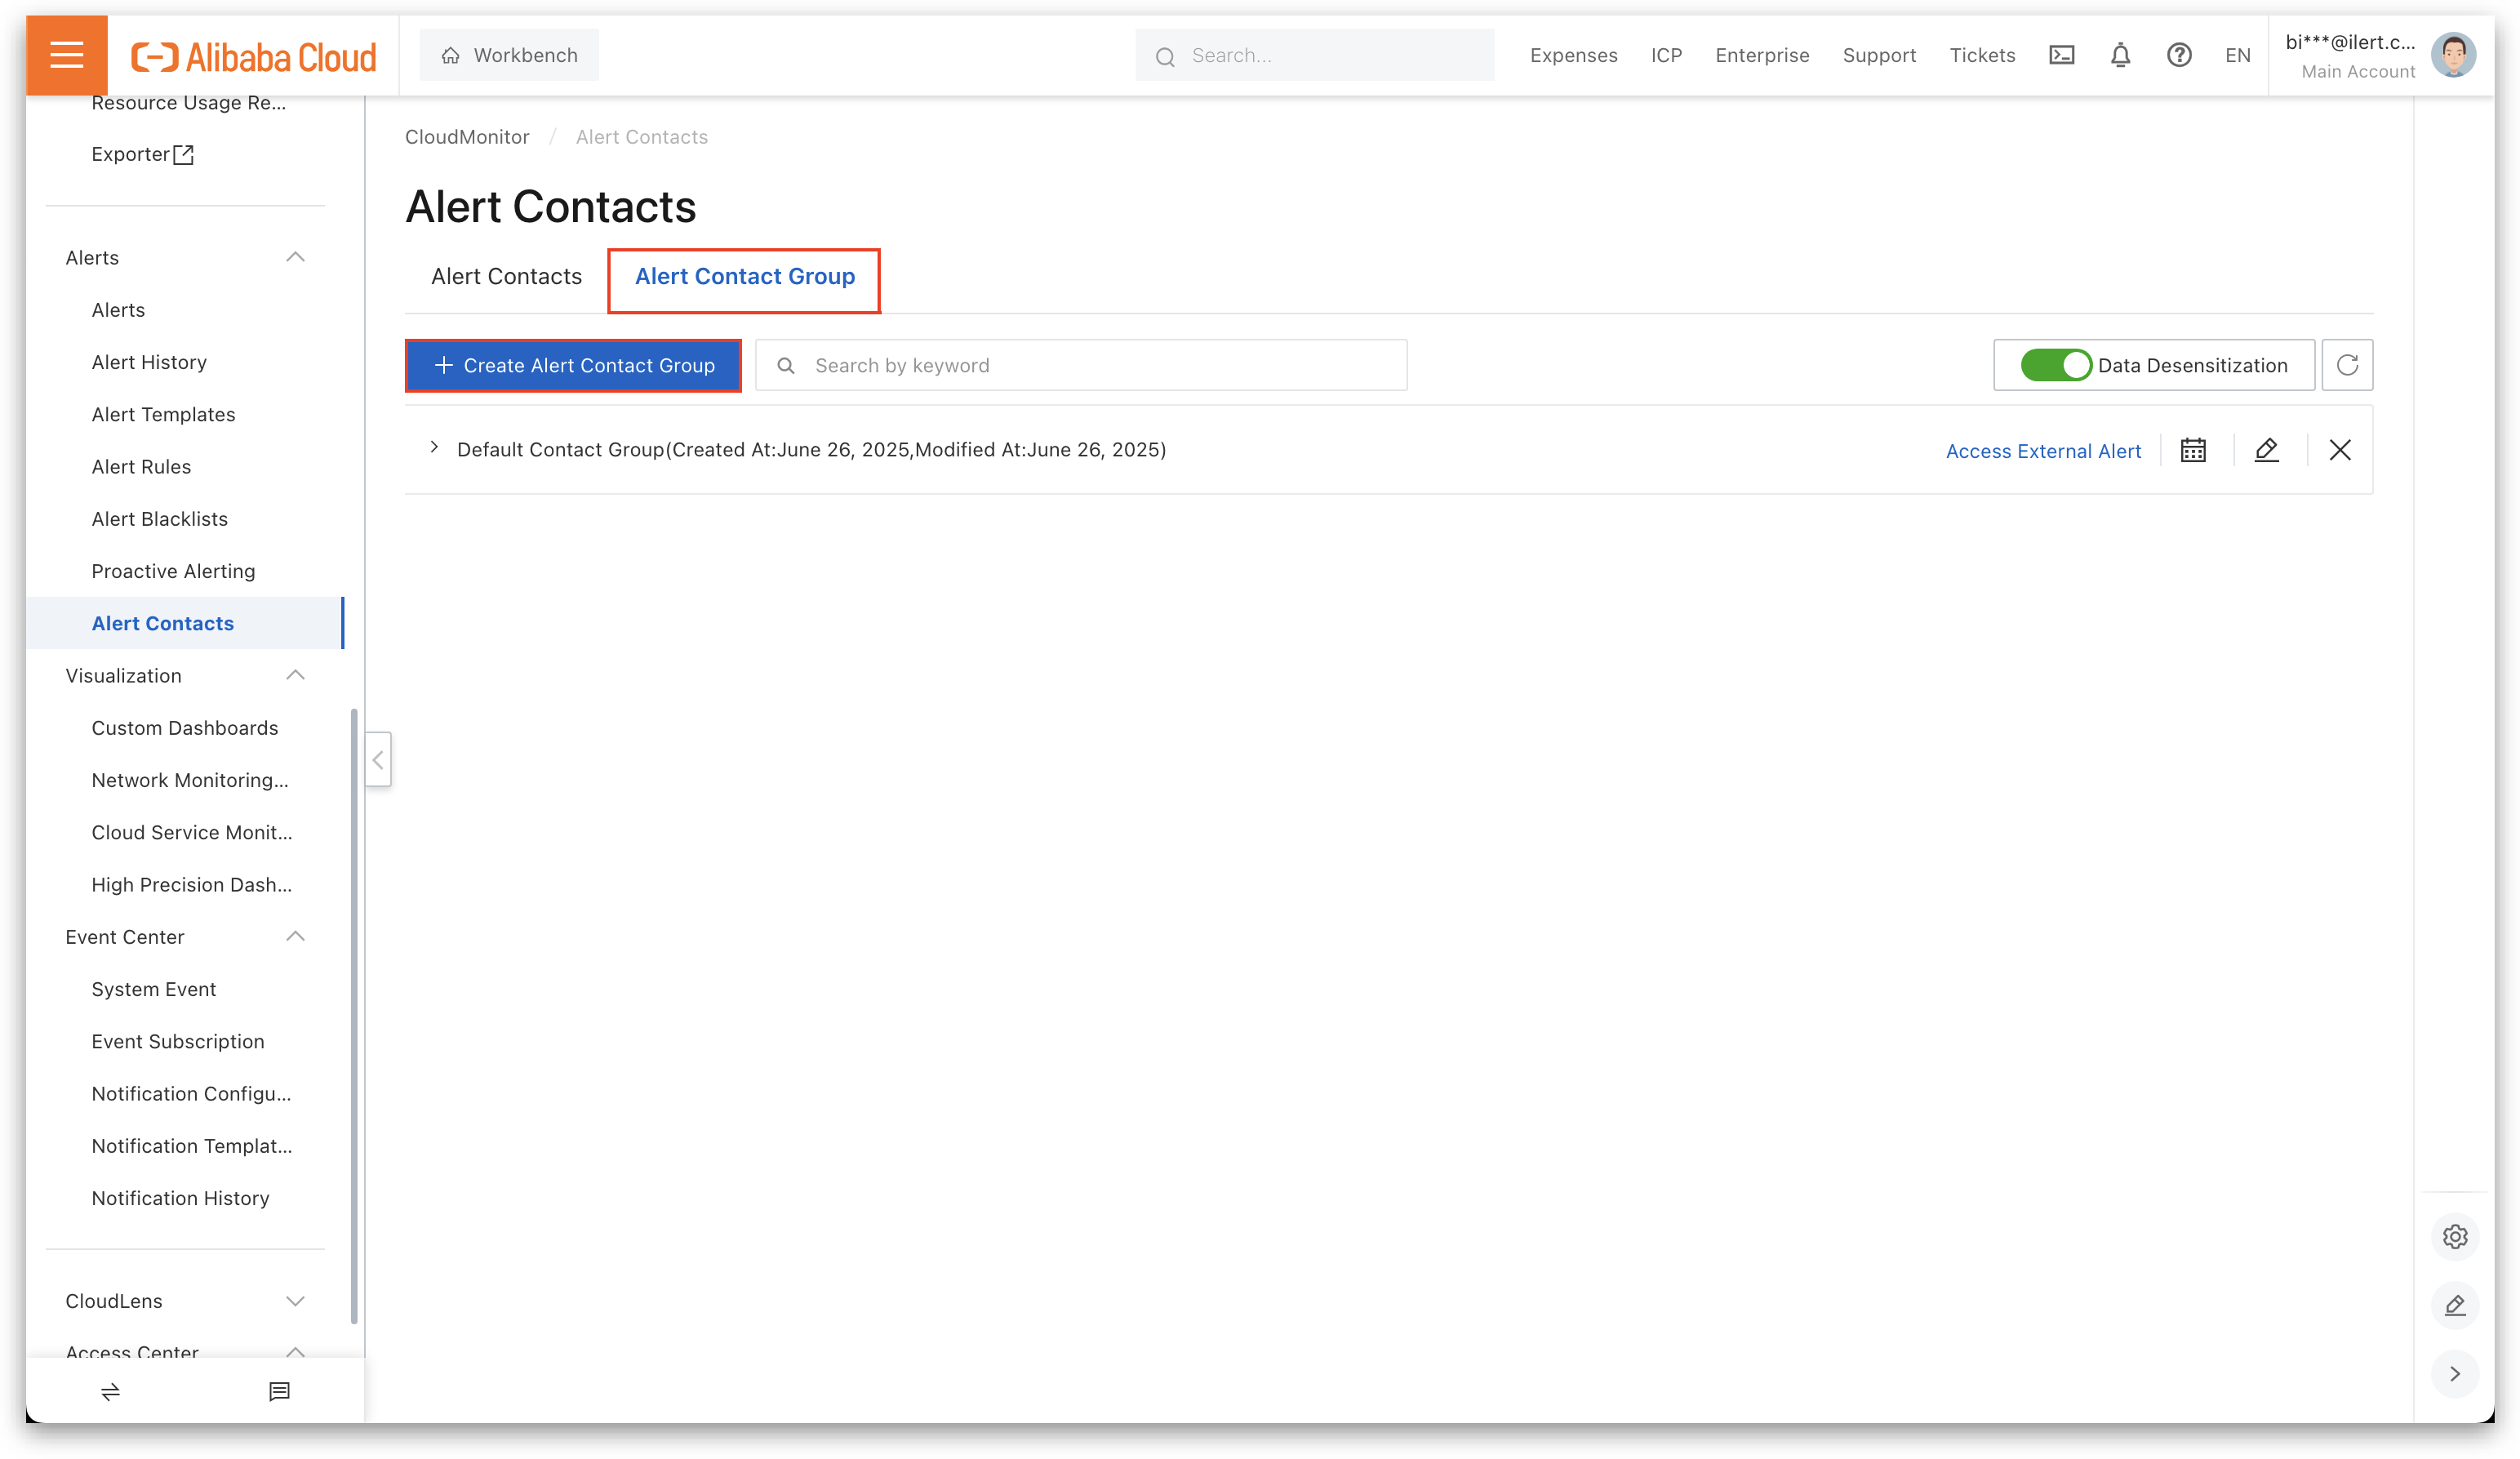 Alibaba Cloud
Workbench
Search...
Expenses
ICP
Enterprise
Support
Tickets
EN
bi***@ilert.c...
Main Account
Resource Usage Re...
Exporter
Alerts
Alerts
Alert History
Alert Templates
Alert Rules
Alert Blacklists
Proactive Alerting
Alert Contacts
Visualization
Custom Dashboards
Network Monitoring...
Cloud Service Monit...
High Precision Dash...
Event Center
System Event
Event Subscription
Notification Configu...
Notification Templat...
Notification History
CloudLens
Access Center
CloudMonitor / Alert Contacts
Alert Contacts
Alert Contacts
Alert Contact Group
Create Alert Contact Group
Search by keyword
Data Desensitization
Default Contact Group(Created At:June 26, 2025,Modified At:June 26, 2025)
Access External Alert